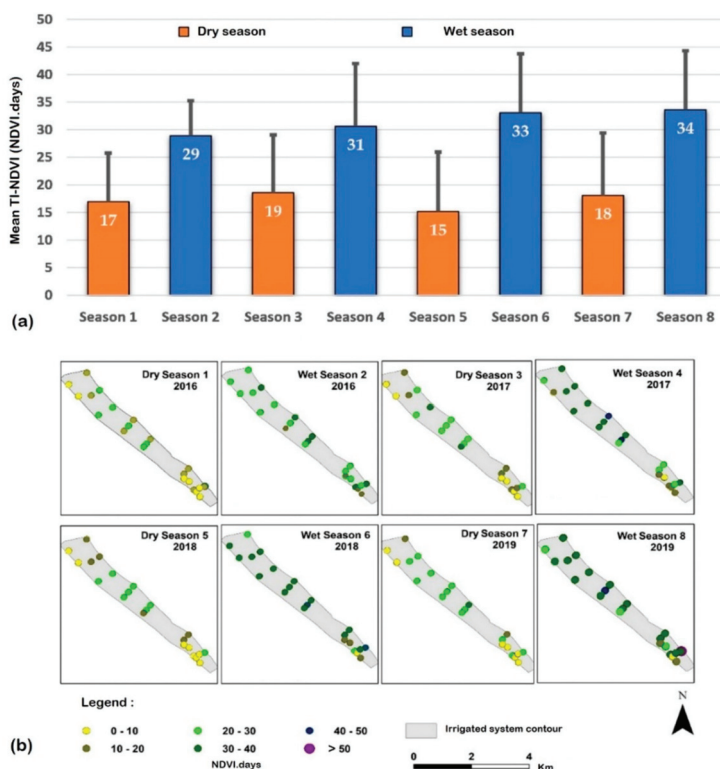 50
45
40
35
30
25
20
15
10
5
0
Mean TI-NDVI (NDVI.days)
Dry season
Wet season
17
29
19
31
15
33
18
34
Season 1
Season 2
Season 3
Season 4
Season 5
Season 6
Season 7
Season 8
(a)
Dry Season 1
2016
Wet Season 2
2016
Dry Season 3
2017
Wet Season 4
2017
Dry Season 5
2018
Wet Season 6
2018
Dry Season 7
2019
Wet Season 8
2019
Legend :
0 - 10
20 - 30
40 - 50
Irrigated system contour
10 - 20
30 - 40
> 50
NDVI.days
0 2 4
Km
N
(b)